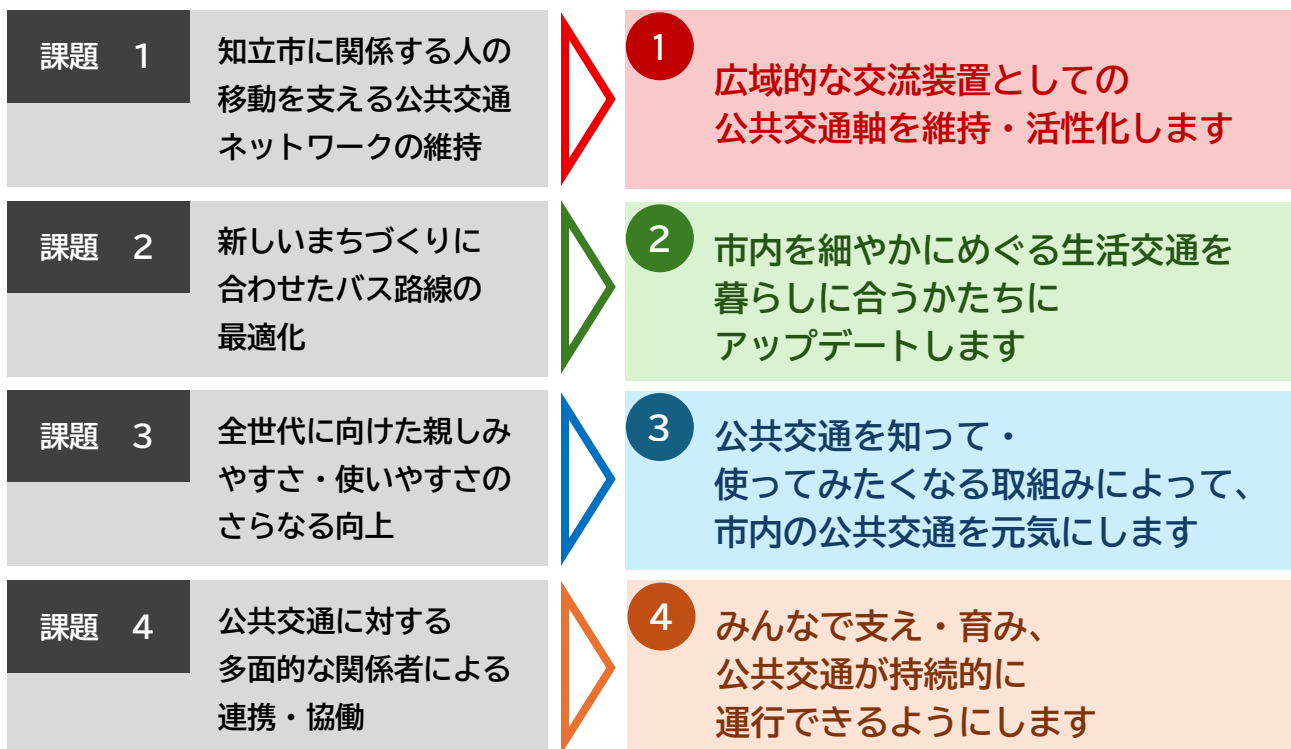 課題　1
知立市に関係する人の
移動を支える公共交通
ネットワークの維持
1
広域的な交流装置としての
公共交通軸を維持・活性化します
課題　2
新しいまちづくりに
合わせたバス路線の
最適化
2
市内を細やかにめぐる生活交通を
暮らしに合うかたちに
アップデートします
課題　3
全世代に向けた親しみ
やすさ・使いやすさの
さらなる向上
3
公共交通を知って・
使ってみたくなる取組みによって、
市内の公共交通を元気にします
課題　4
公共交通に対する
多面的な関係者による
連携・協働
4
みんなで支え・育み、
公共交通が持続的に
運行できるようにします